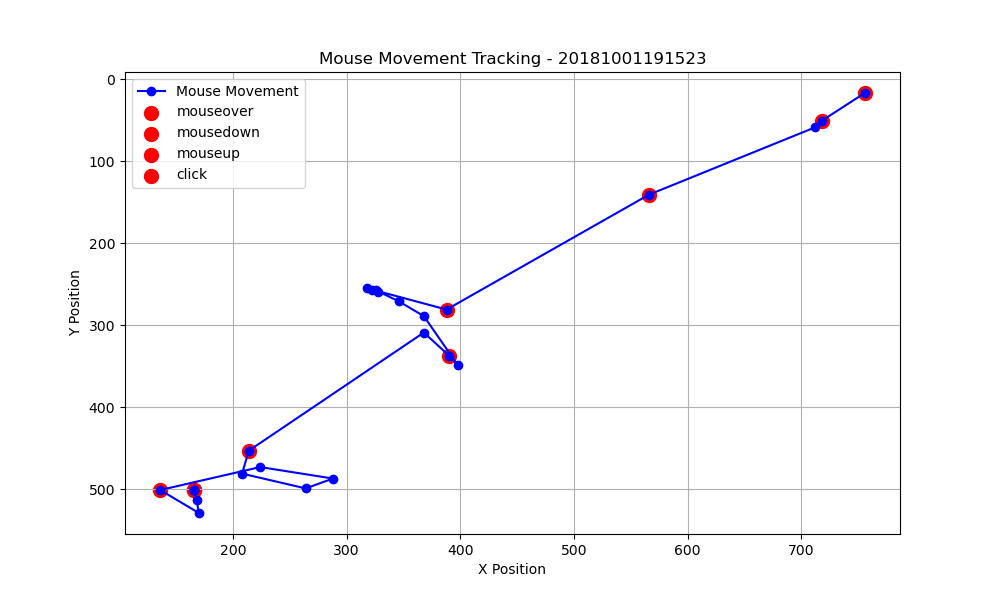 Mouse Movement Tracking - 20181001191523
Mouse Movement
mouseover
mousedown
mouseup
click
0
100
200
300
400
500
Y Position
200 300 400 500 600 700
X Position